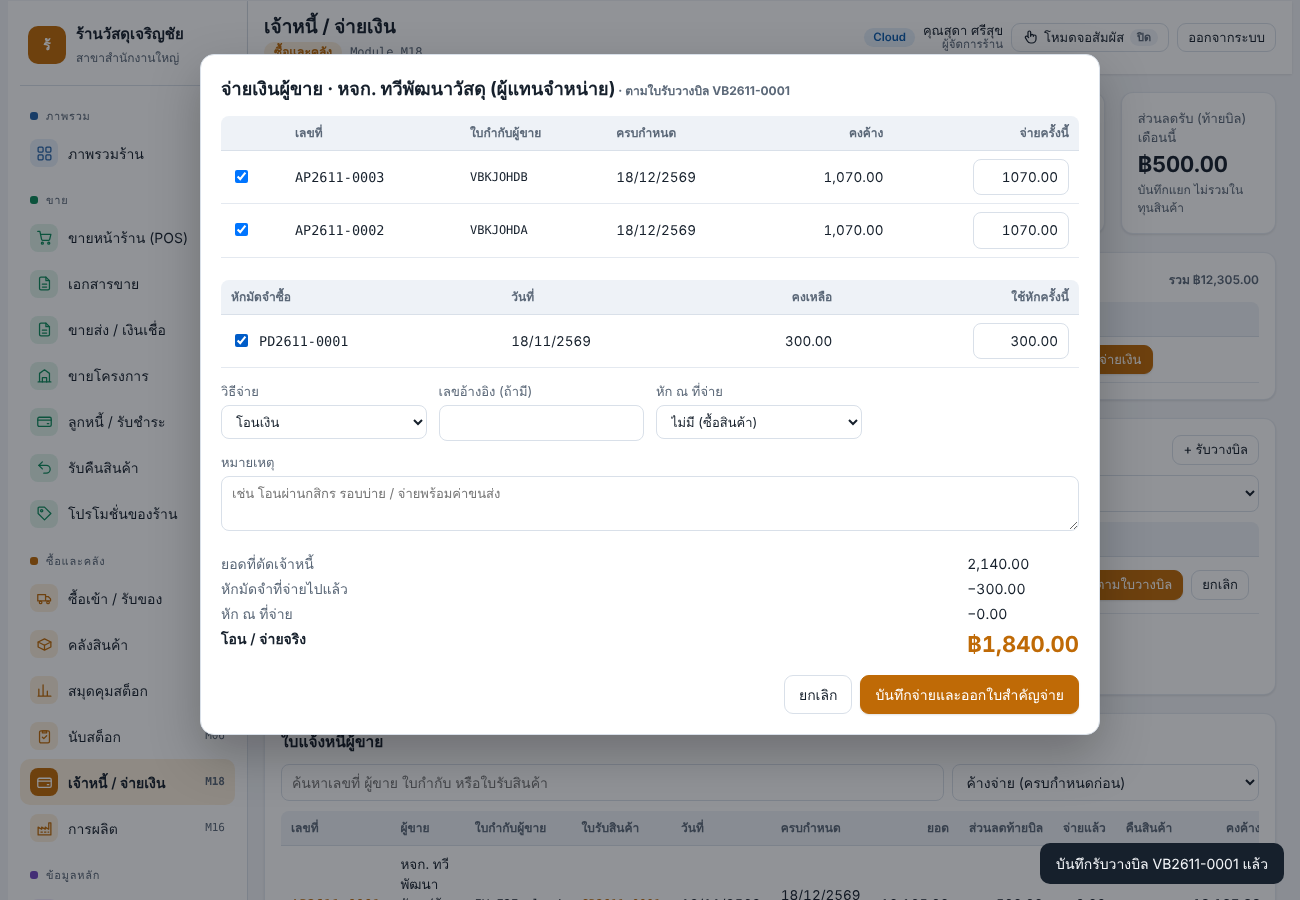 รั้
ร้านวัสดุเจริญชัย
สาขาสำนักงานใหญ่
เจ้าหนี้ / จ่ายเงิน
ซื้อและคลัง Module M18
Cloud
คุณสุดา ศรีสุข
ผู้จัดการร้าน
โหมดจอสัมผัส ปิด
ออกจากระบบ
ภาพรวม
ภาพรวมร้าน
ขาย
ขายหน้าร้าน (POS)
เอกสารขาย
ขายส่ง / เงินเชื่อ
ขายโครงการ
ลูกหนี้ / รับชำระ
รับคืนสินค้า
โปรโมชั่นของร้าน
ซื้อและคลัง
ซื้อเข้า / รับของ
คลังสินค้า
สมุดคุมสต็อก
นับสต็อก
เจ้าหนี้ / จ่ายเงิน M18
การผลิต M16
ข้อมูลหลัก
ส่วนลดรับ (ท้ายบิล)
เดือนนี้
฿500.00
บันทึกแยก ไม่รวมใน
ทุนสินค้า
รวม ฿12,305.00
จ่ายเงิน
+ รับวางบิล
ตามใบวางบิล ยกเลิก
จ่ายเงินผู้ขาย · หจก. ทวีพัฒนาวัสดุ (ผู้แทนจำหน่าย) · ตามใบรับวางบิล VB2611-0001
เลขที่ ใบกำกับผู้ขาย ครบกำหนด คงค้าง จ่ายครั้งนี้
AP2611-0003 VBKJOHDB 18/12/2569 1,070.00 1070.00
AP2611-0002 VBKJOHDA 18/12/2569 1,070.00 1070.00
หักมัดจำซื้อ วันที่ คงเหลือ ใช้หักครั้งนี้
PD2611-0001 18/11/2569 300.00 300.00
วิธีจ่าย เลขอ้างอิง (ถ้ามี) หัก ณ ที่จ่าย
โอนเงิน ไม่มี (ซื้อสินค้า)
หมายเหตุ
เช่น โอนผ่านกสิกร รอบบ่าย / จ่ายพร้อมค่าขนส่ง
ยอดที่ตัดเจ้าหนี้ 2,140.00
หักมัดจำที่จ่ายไปแล้ว −300.00
หัก ณ ที่จ่าย −0.00
โอน / จ่ายจริง ฿1,840.00
ยกเลิก บันทึกจ่ายและออกใบสำคัญจ่าย
ใบแจ้งหนี้ผู้ขาย
ค้นหาเลขที่ ผู้ขาย ใบกำกับ หรือใบรับสินค้า ค้างจ่าย (ครบกำหนดก่อน)
เลขที่ ผู้ขาย ใบกำกับผู้ขาย ใบรับสินค้า วันที่ ครบกำหนด ยอด ส่วนลดท้ายบิล จ่ายแล้ว คืนสินค้า คงค้าง
หจก. ทวี
พัฒนา
18/12/2569
บันทึกรับวางบิล VB2611-0001 แล้ว